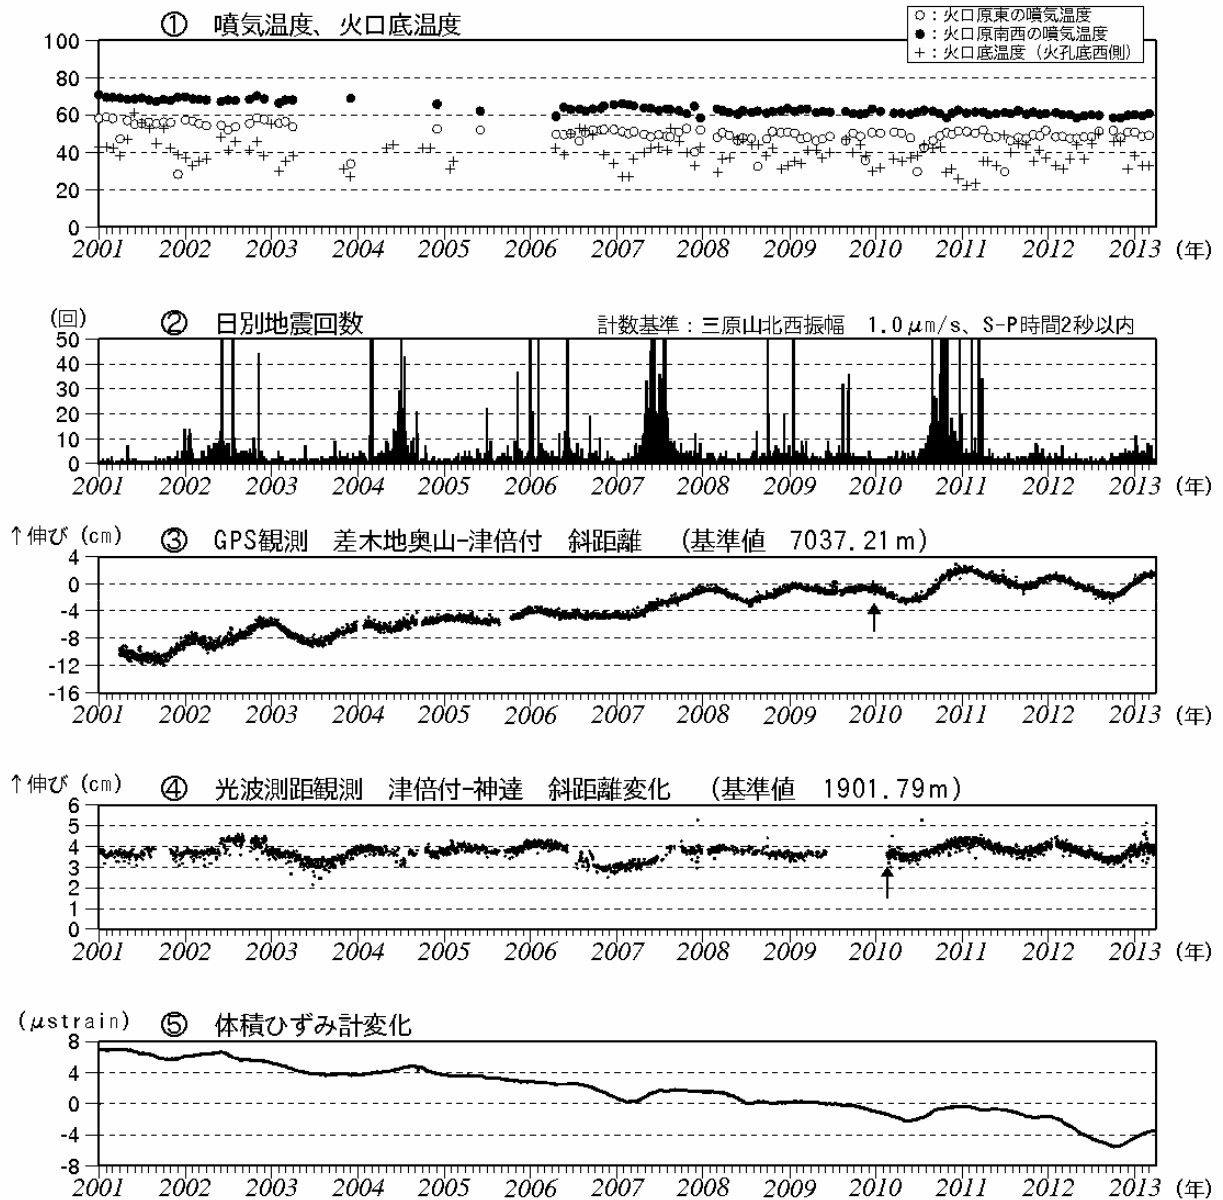 ① 噴気温度、火口底温度
○：火口原東の噴気温度
●：火口原南西の噴気温度
+：火口底温度（火孔底西側）
100
80
60
40
20
0
2001 2002 2003 2004 2005 2006 2007 2008 2009 2010 2011 2012 2013 (年)
(回) ② 日別地震回数 計数基準：三原山北西振幅 1.0μm/s、S-P時間2秒以内
50
40
30
20
10
0
2001 2002 2003 2004 2005 2006 2007 2008 2009 2010 2011 2012 2013 (年)
↑伸び (cm) ③ GPS観測 差木地奥山-津倍付 斜距離 (基準値 7037.21m)
4
0
-4
-8
-12
-16
2001 2002 2003 2004 2005 2006 2007 2008 2009 2010 2011 2012 2013 (年)
↑伸び (cm) ④ 光波測距観測 津倍付-神達 斜距離変化 (基準値 1901.79m)
6
5
4
3
2
1
0
2001 2002 2003 2004 2005 2006 2007 2008 2009 2010 2011 2012 2013 (年)
(μstrain) ⑤ 体積ひずみ計変化
8
4
0
-4
-8
2001 2002 2003 2004 2005 2006 2007 2008 2009 2010 2011 2012 2013 (年)